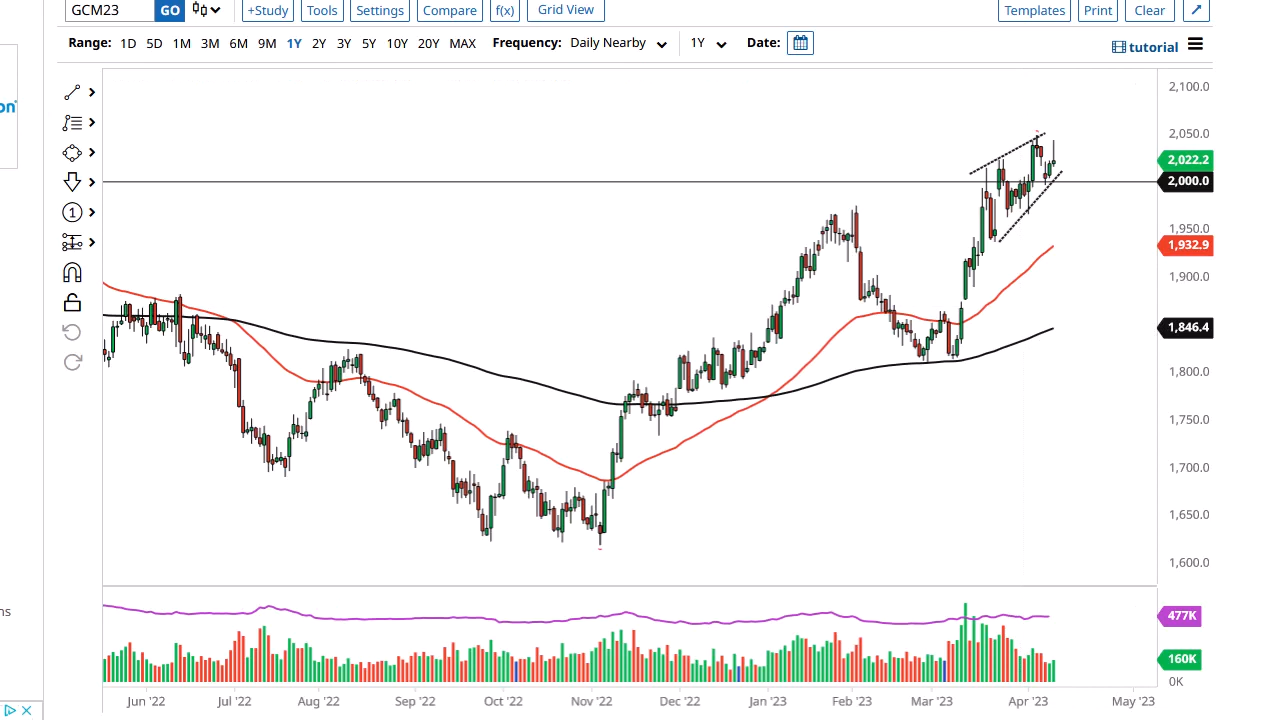 GCM23 GO +Study Tools Settings Compare f(x) Grid View Templates Print Clear
Range: 1D 5D 1M 3M 6M 9M 1Y 2Y 3Y 5Y 10Y 20Y MAX Frequency: Daily Nearby 1Y Date: tutorial
on
1
2,100.0
2,050.0
2,022.2
2,000.0
1,950.0
1,932.9
1,900.0
1,846.4
1,800.0
1,750.0
1,700.0
1,650.0
1,600.0
ns
477K
160K
0K
Jun '22 Jul '22 Aug '22 Sep '22 Oct '22 Nov '22 Dec '22 Jan '23 Feb '23 Mar '23 Apr '23 May '23